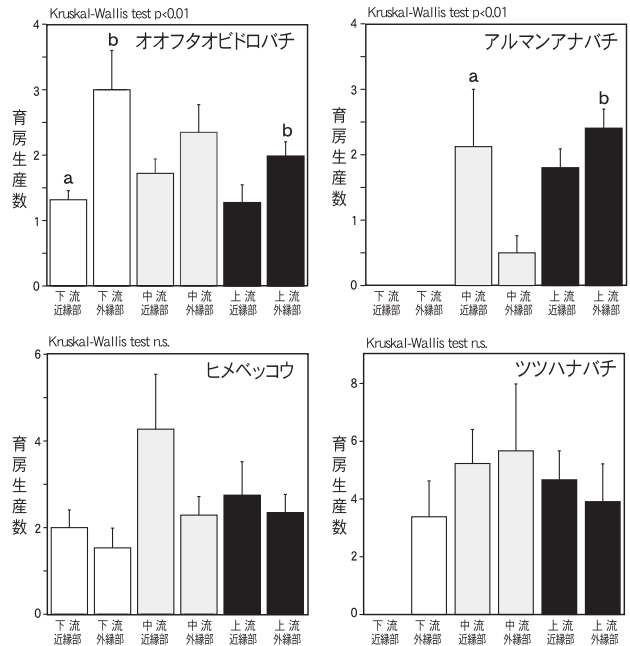 Kruskal-Wallis test p<0.01
オオフタオビドロバチ
育房生産数
4
3
2
1
0
a
b
b
下流 中流 上流
近縁部 外縁部 近縁部 外縁部 近縁部 外縁部
Kruskal-Wallis test p<0.01
アルマンアナバチ
育房生産数
4
3
2
1
0
a
b
下流 下流 中流 中流 上流 上流
近縁部 外縁部 近縁部 外縁部 近縁部 外縁部
Kruskal-Wallis test n.s.
ヒメベッコウ
育房生産数
6
4
2
0
下流 下流 中流 中流 上流 上流
近縁部 外縁部 近縁部 外縁部 近縁部 外縁部
Kruskal-Wallis test n.s.
ツツハナバチ
育房生産数
8
6
4
2
0
下流 下流 中流 中流 上流 上流
近縁部 外縁部 近縁部 外縁部 近縁部 外縁部